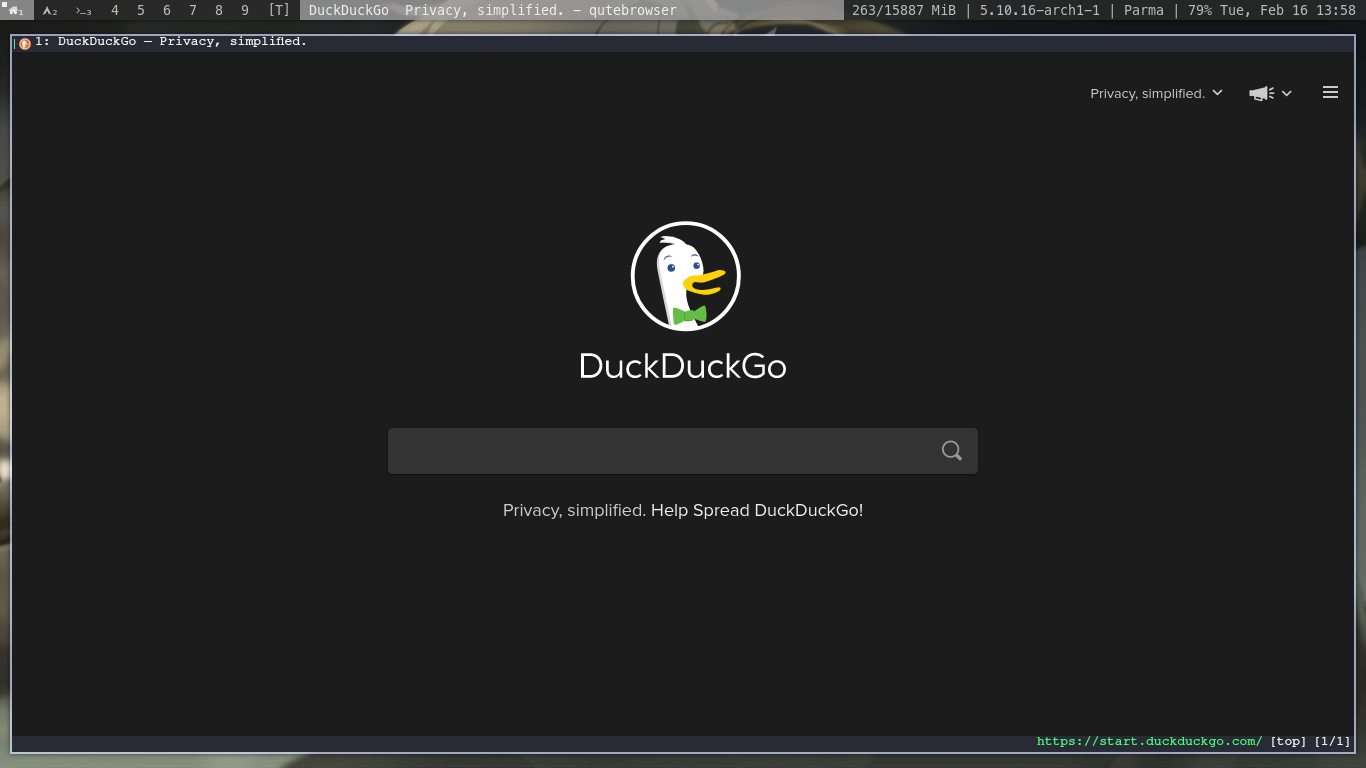 1 2 >_3 4 5 6 7 8 9 [T] DuckDuckGo Privacy, simplified. - qutebrowser 263/15887 MiB | 5.10.16-arch1-1 | Parma | 79% Tue, Feb 16 13:58
1: DuckDuckGo — Privacy, simplified.
Privacy, simplified.
DuckDuckGo
Privacy, simplified. Help Spread DuckDuckGo!
https://start.duckduckgo.com/ [top] [1/1]